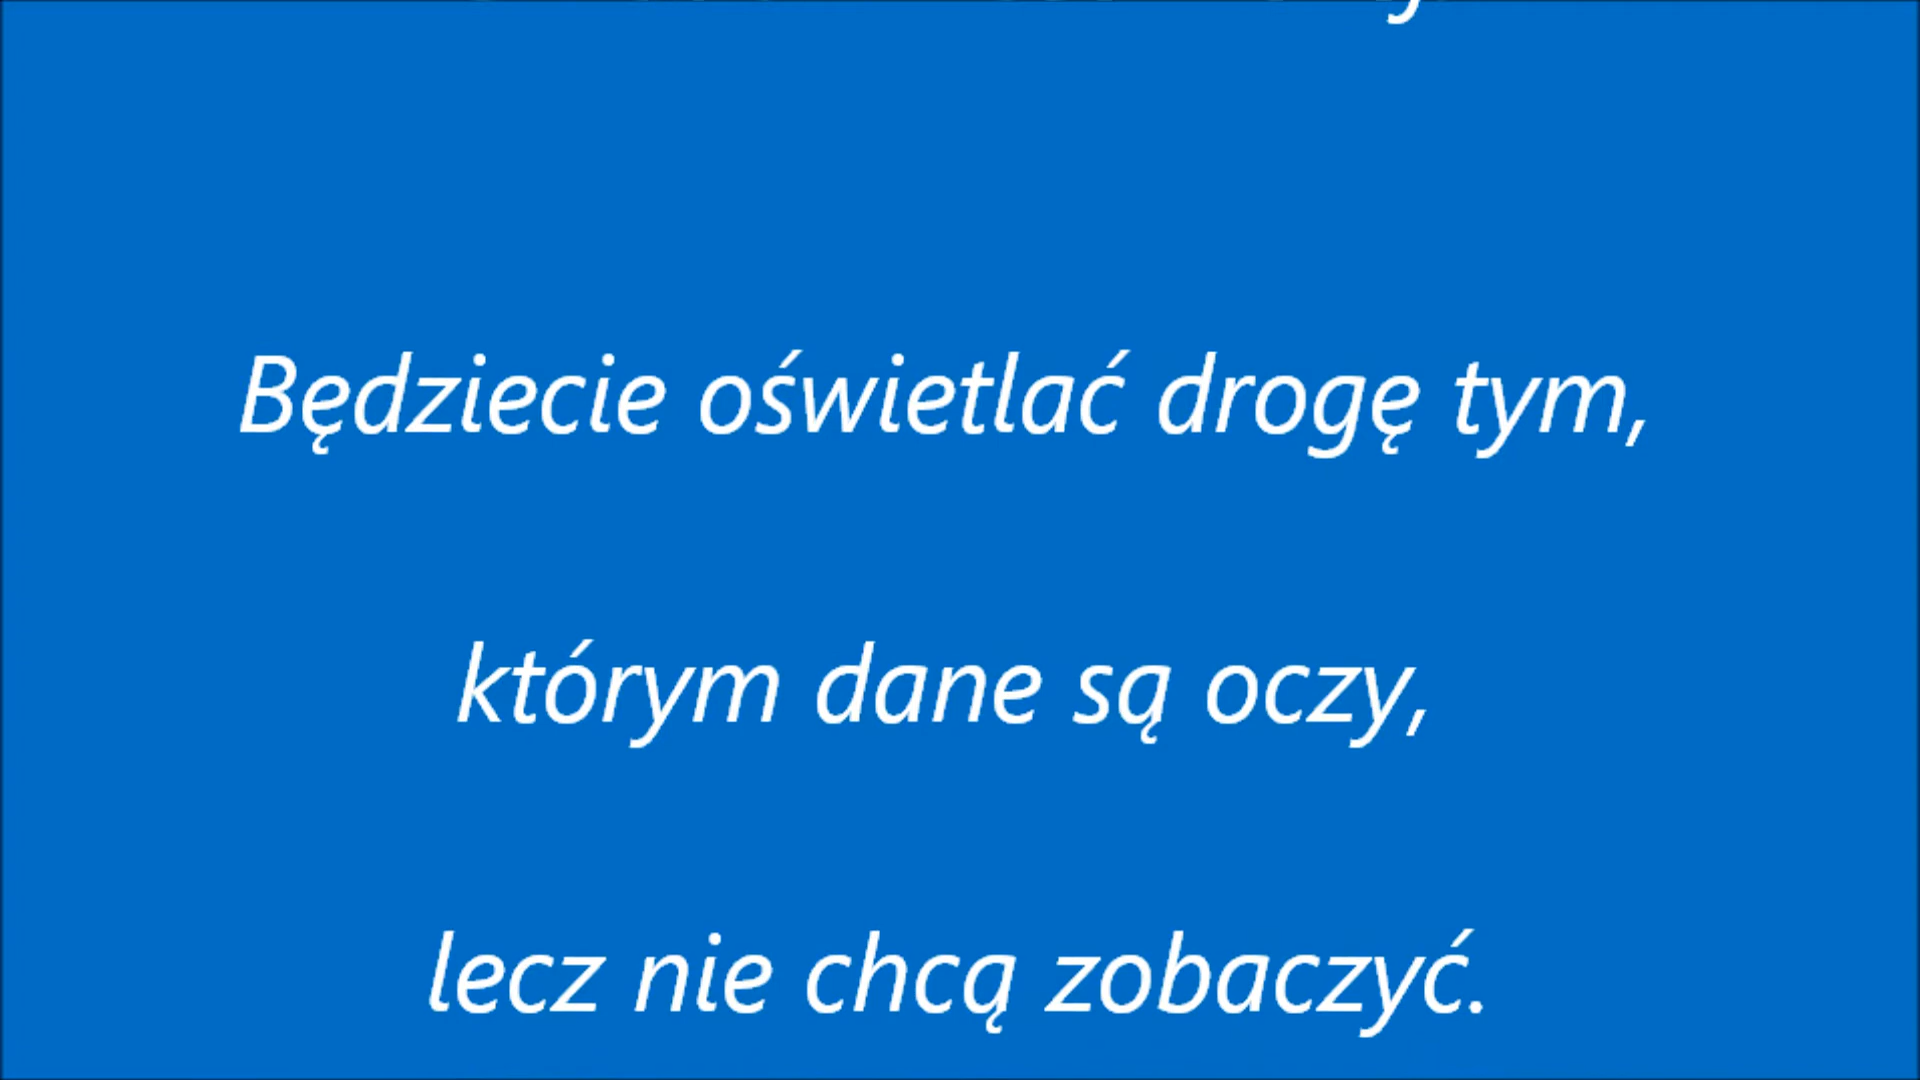 Będziecie oświetlać drogę tym,
którym dane są oczy,
lecz nie chcą zobaczyć.